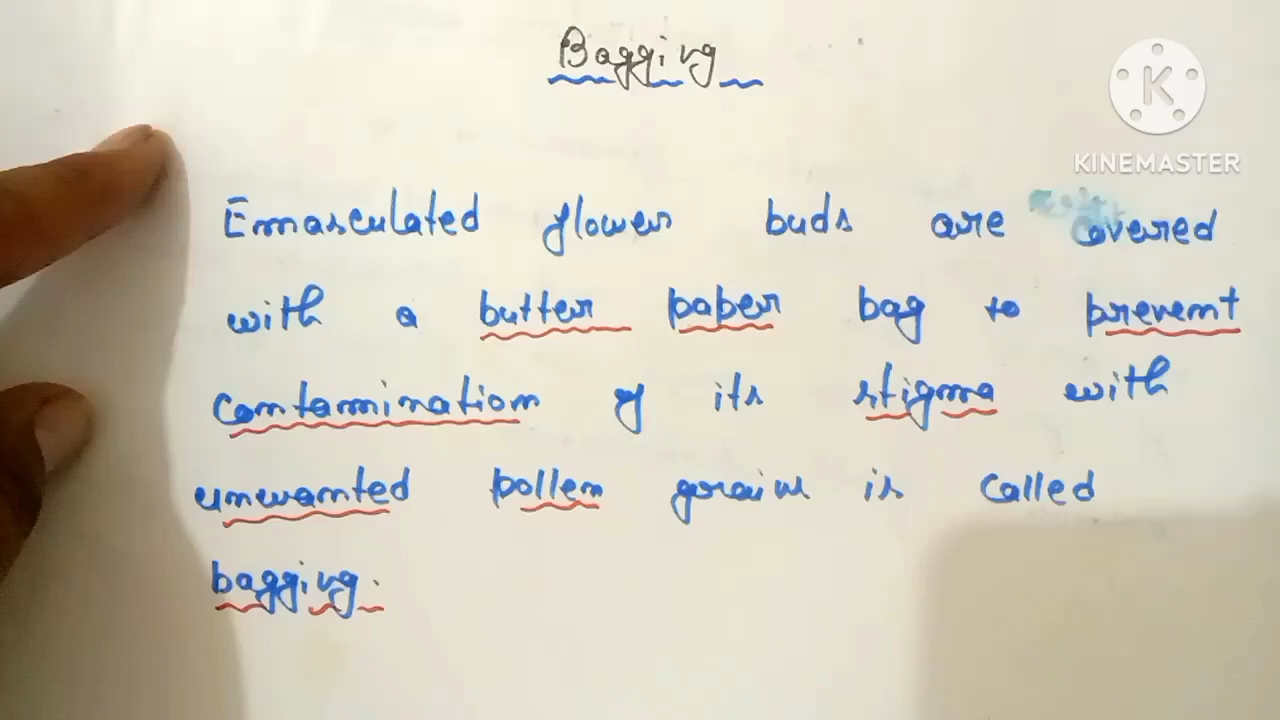 Bagging
KINEMASTER
Emasculated flower buds are covered
with a butter paper bag to prevent
contamination of its stigma with
unwanted pollen grains is called
bagging.